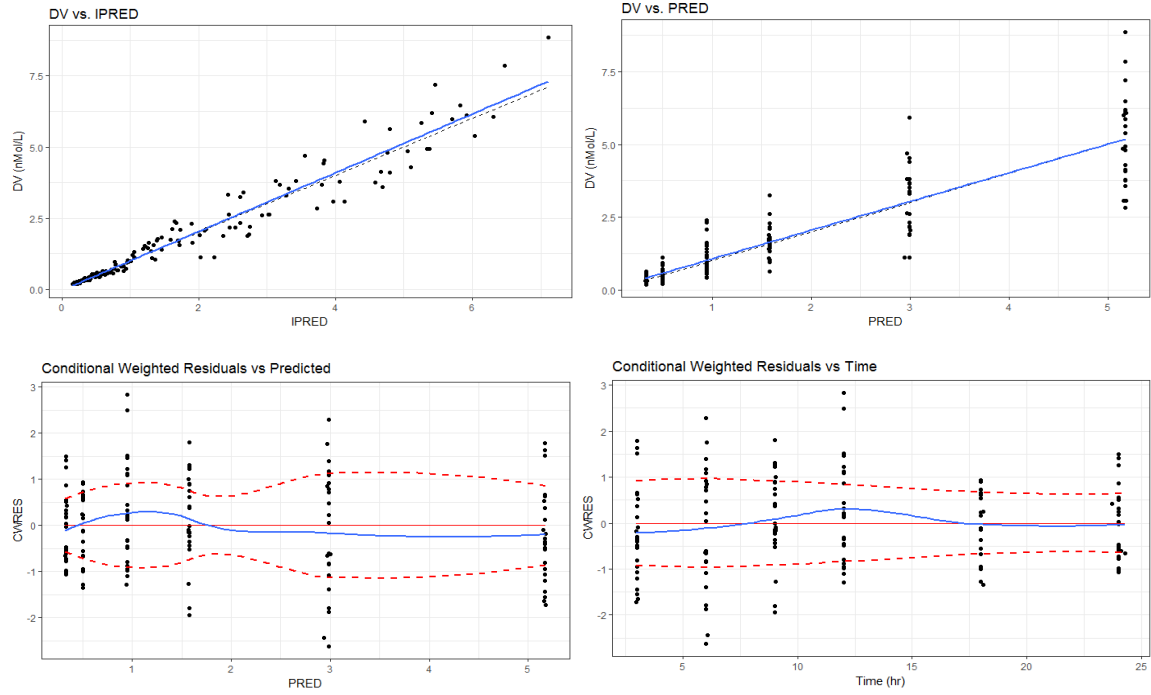 DV vs. IPRED
7.5
5.0
2.5
0.0
DV (nMol/L)
0 2 4 6
IPRED
DV vs. PRED
7.5
5.0
2.5
0.0
DV (nMol/L)
1 2 3 4 5
PRED
Conditional Weighted Residuals vs Predicted
3
2
1
0
-1
-2
CWRES
1 2 3 4 5
PRED
Conditional Weighted Residuals vs Time
3
2
1
0
-1
-2
CWRES
5 10 15 20 25
Time (hr)